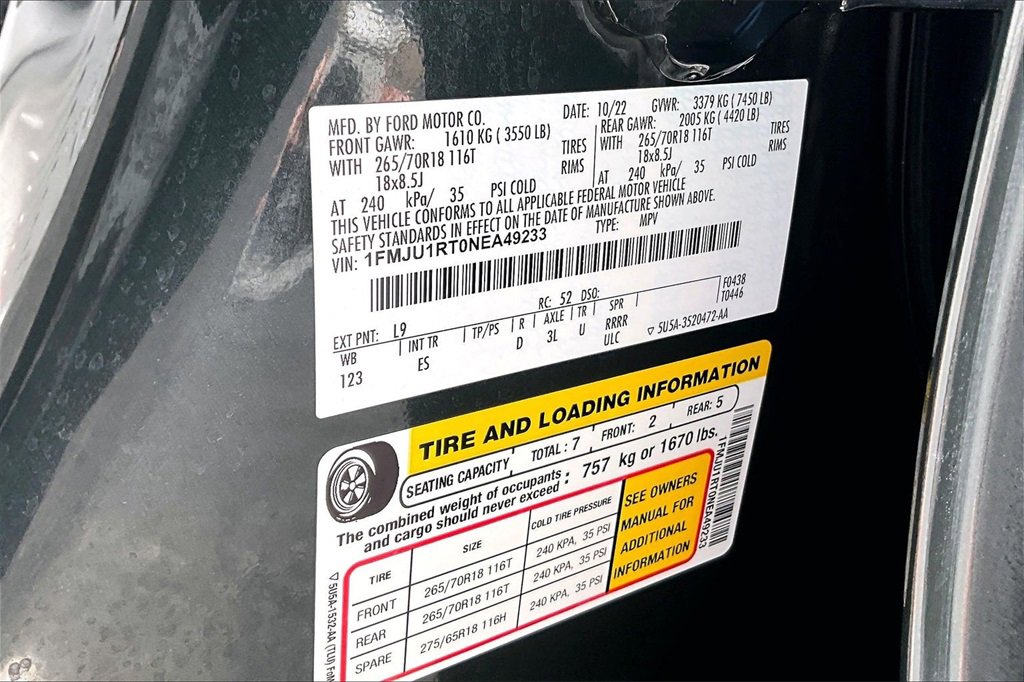 MFD. BY FORD MOTOR CO. DATE: 10/22 GVWR: 3379 KG ( 7450 LB)
FRONT GAWR: 1610 KG ( 3550 LB) REAR GAWR: 2005 KG ( 4420 LB)
WITH 265/70R18 116T TIRES WITH 265/70R18 116T TIRES
18x8.5J RIMS 18x8.5J RIMS
AT 240 kPa/ 35 PSI COLD AT 240 kPa/ 35 PSI COLD
THIS VEHICLE CONFORMS TO ALL APPLICABLE FEDERAL MOTOR VEHICLE
SAFETY STANDARDS IN EFFECT ON THE DATE OF MANUFACTURE SHOWN ABOVE.
VIN: 1FMJU1RT0NEA49233 TYPE: MPV
F0438
T0446
EXT PNT: L9 RC: 52 DSO:
WB INT TR TP/PS R AXLE TR SPR
123 ES D 3L U RRRR
ULC
5U5A-3520472-AA
TIRE AND LOADING INFORMATION
SEATING CAPACITY TOTAL : 7 FRONT: 2 REAR: 5
The combined weight of occupants
and cargo should never exceed : 757 kg or 1670 lbs.
TIRE SIZE COLD TIRE PRESSURE
FRONT 265/70R18 116T 240 KPA, 35 PSI
REAR 265/70R18 116T 240 KPA, 35 PSI
SPARE 275/65R18 116H 240 KPA, 35 PSI
SEE OWNERS
MANUAL FOR
ADDITIONAL
INFORMATION
1FMJU1RT0NEA49233
5U5A-1532-AA (TLU)